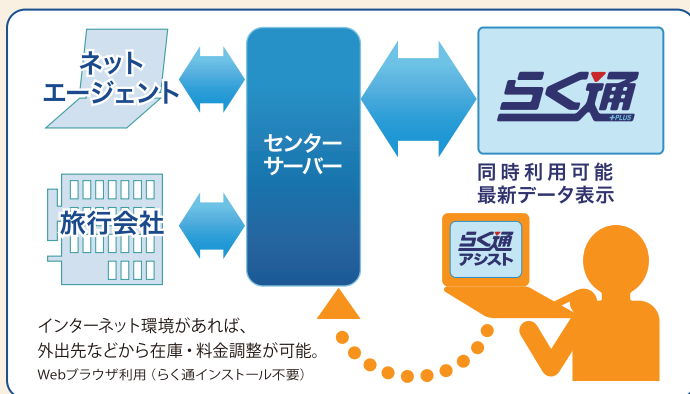 ネット
エージェント
旅行会社
センター
サーバー
らく通
+PLUS
同時利用可能
最新データ表示
らく通
アシスト
インターネット環境があれば、
外出先などから在庫・料金調整が可能。
Webブラウザ利用（らく通インストール不要）